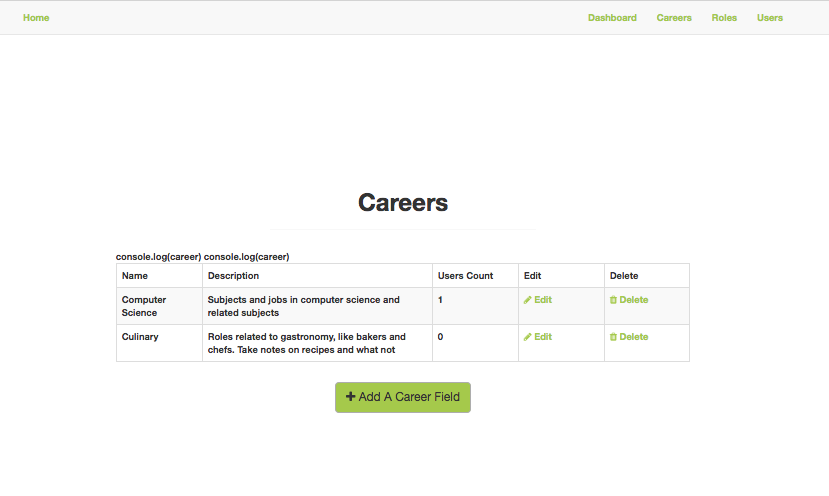 Home Dashboard Careers Roles Users
Careers
console.log(career) console.log(career)
Name Description Users Count Edit Delete
Computer Science Subjects and jobs in computer science and related subjects 1 Edit Delete
Culinary Roles related to gastronomy, like bakers and chefs. Take notes on recipes and what not 0 Edit Delete
Add A Career Field